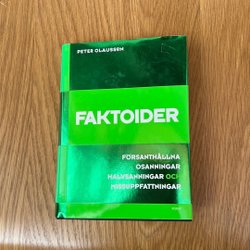 PETER OLAUSSON
FAKTOIDER
FÖRSANTHÅLLNA
OSANNINGAR
HALVSANNINGAR OCH
MISSUPPFATTNINGAR